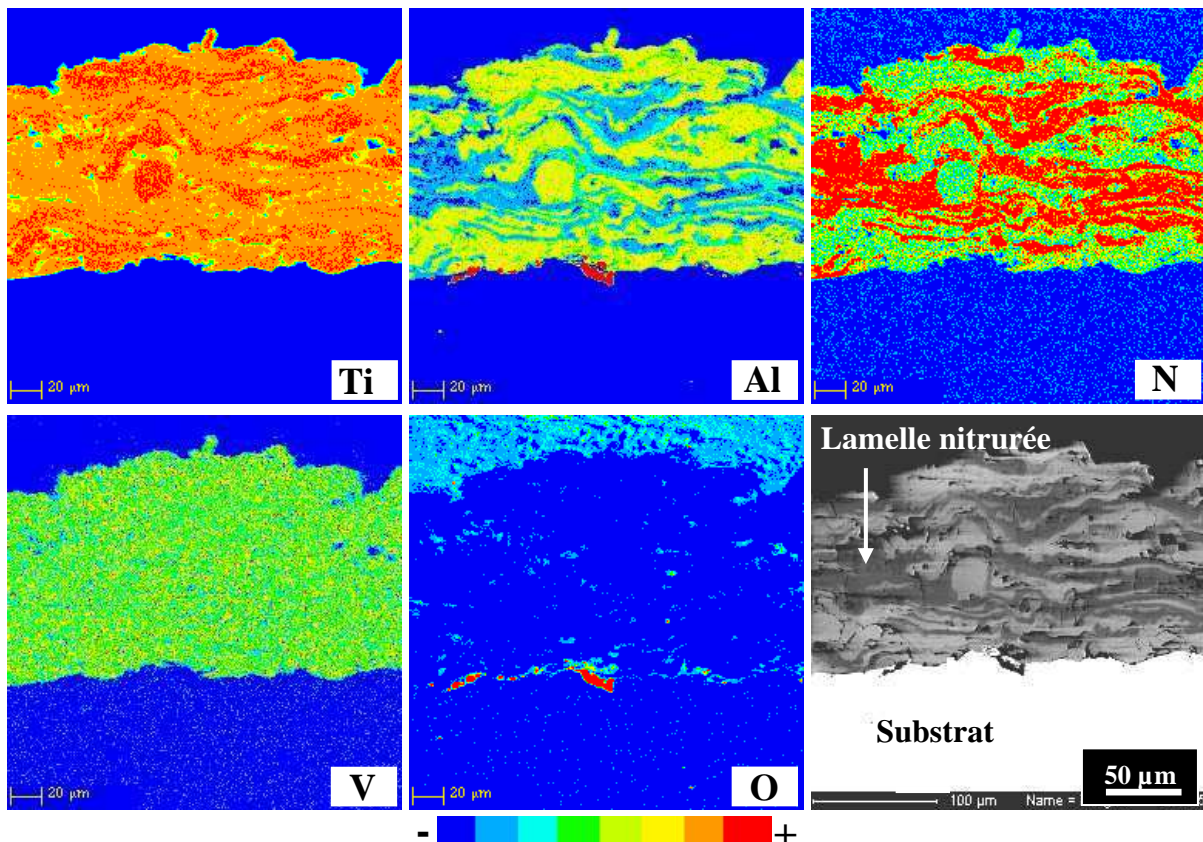 20 µm
Ti
20 µm
Al
20 µm
N
20 µm
V
20 µm
O
Lamelle nitrurée
Substrat
50 µm
100 µm
Name =
- +